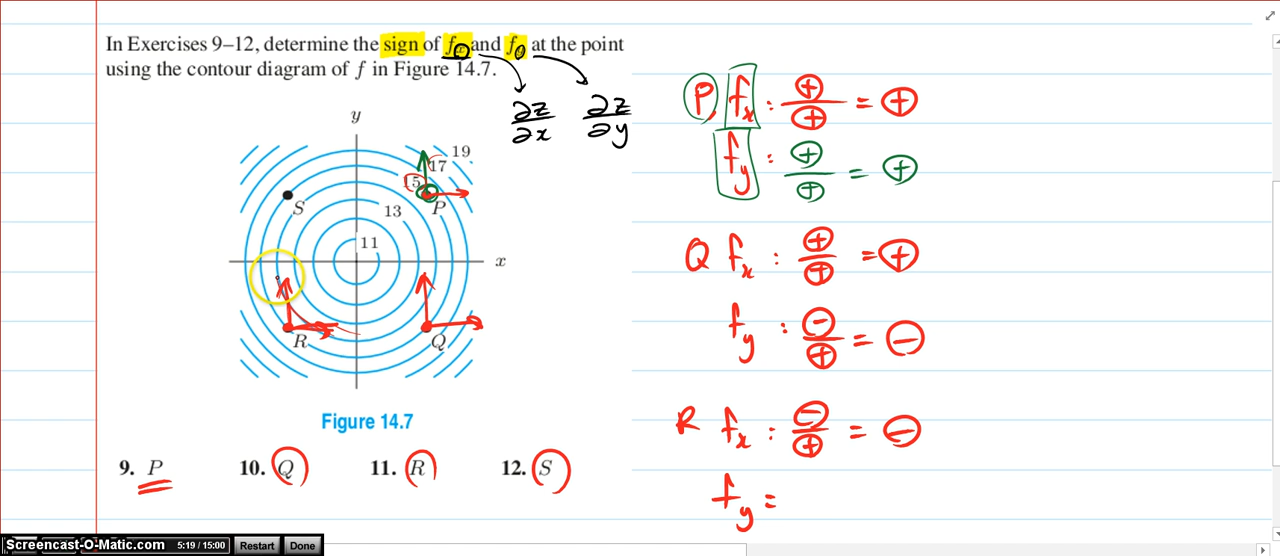 In Exercises 9–12, determine the sign of f and f at the point
using the contour diagram of f in Figure 14.7.
∂z/∂x ∂z/∂y
y
19
17
15
P
S
13
11
x
R
Q
Figure 14.7
9. P 10. Q 11. R 12. S
P, fx : +/+ = +
fy : +/+ = +
Q fx : +/+ = +
fy : -/+ = -
R fx : -/+ = -
fy =
Screencast-O-Matic.com 5:19 / 15:00 Restart Done